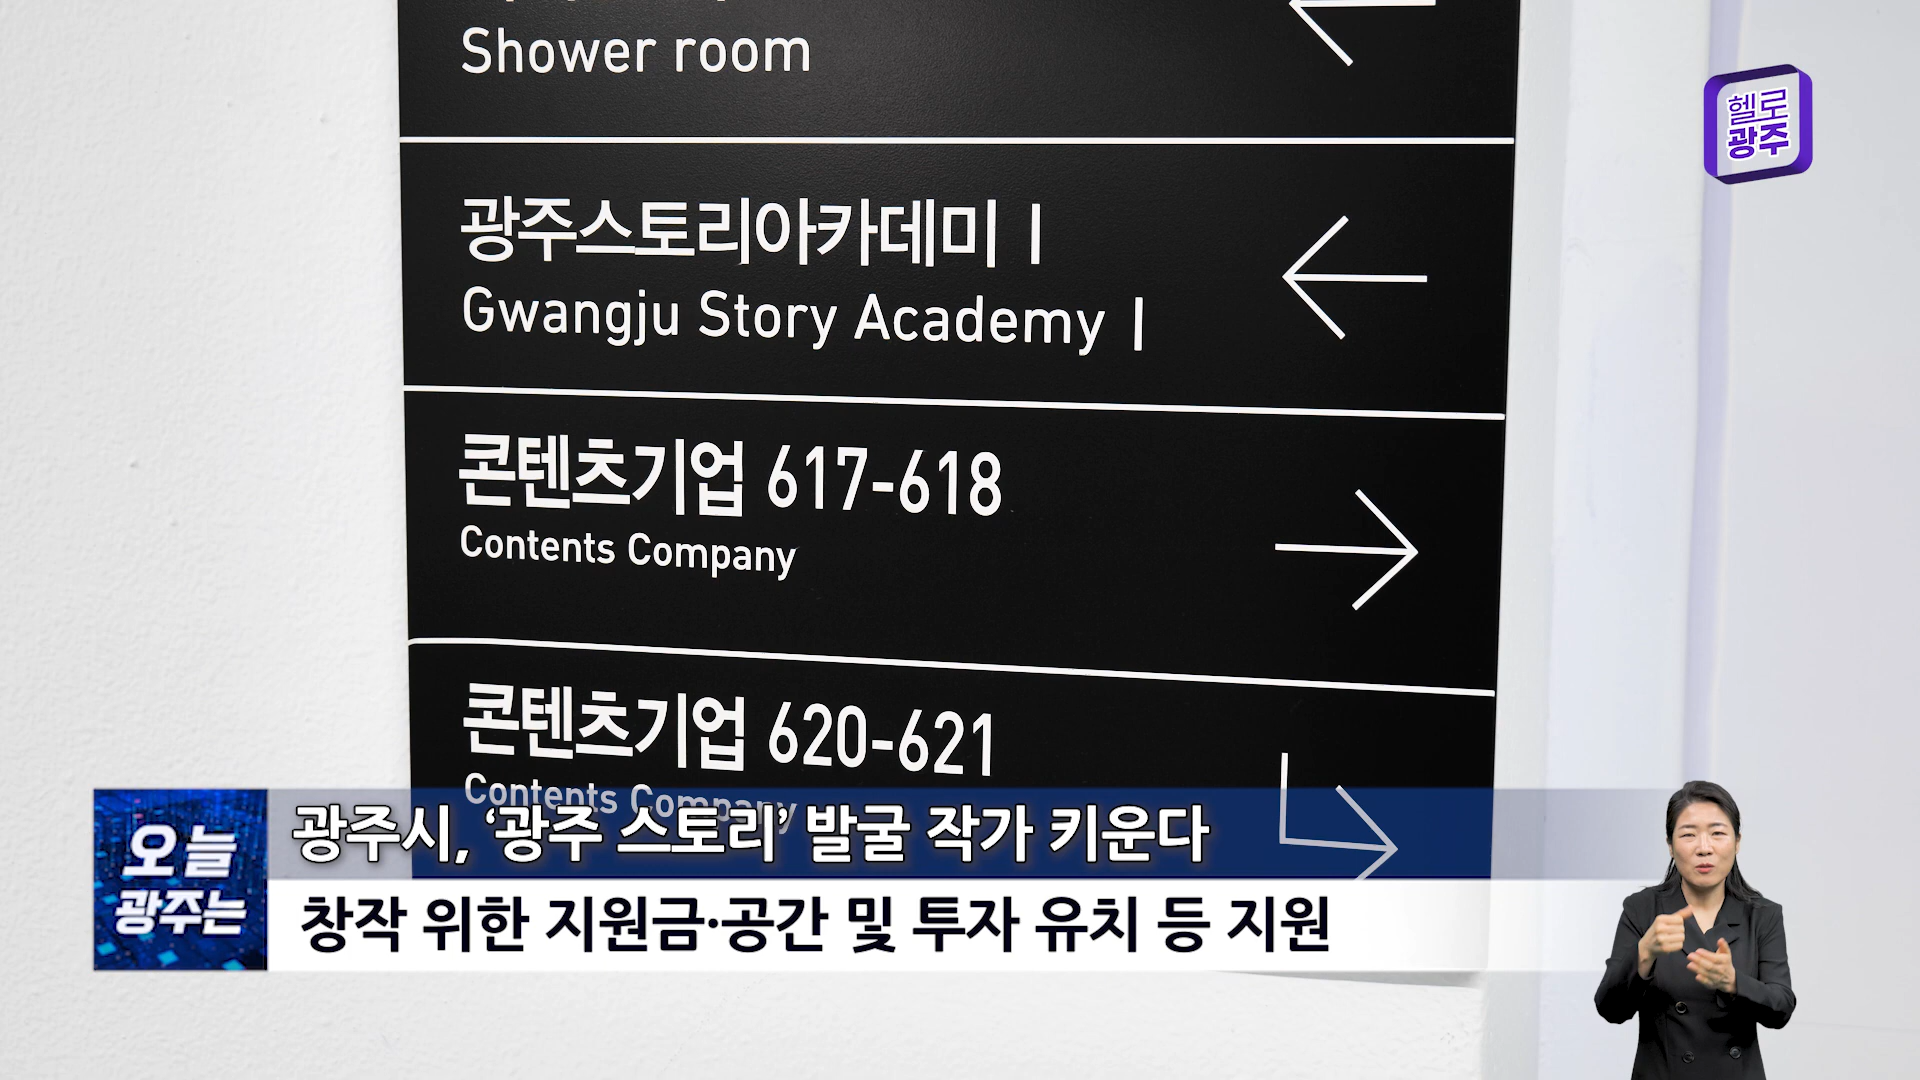 Shower room
헬로
광주
광주스토리아카데미 Ⅰ
Gwangju Story Academy Ⅰ
콘텐츠기업 617-618
Contents Company
콘텐츠기업 620-621
Contents Company
오늘
광주는
광주시, ‘광주 스토리’ 발굴 작가 키운다
창작 위한 지원금·공간 및 투자 유치 등 지원